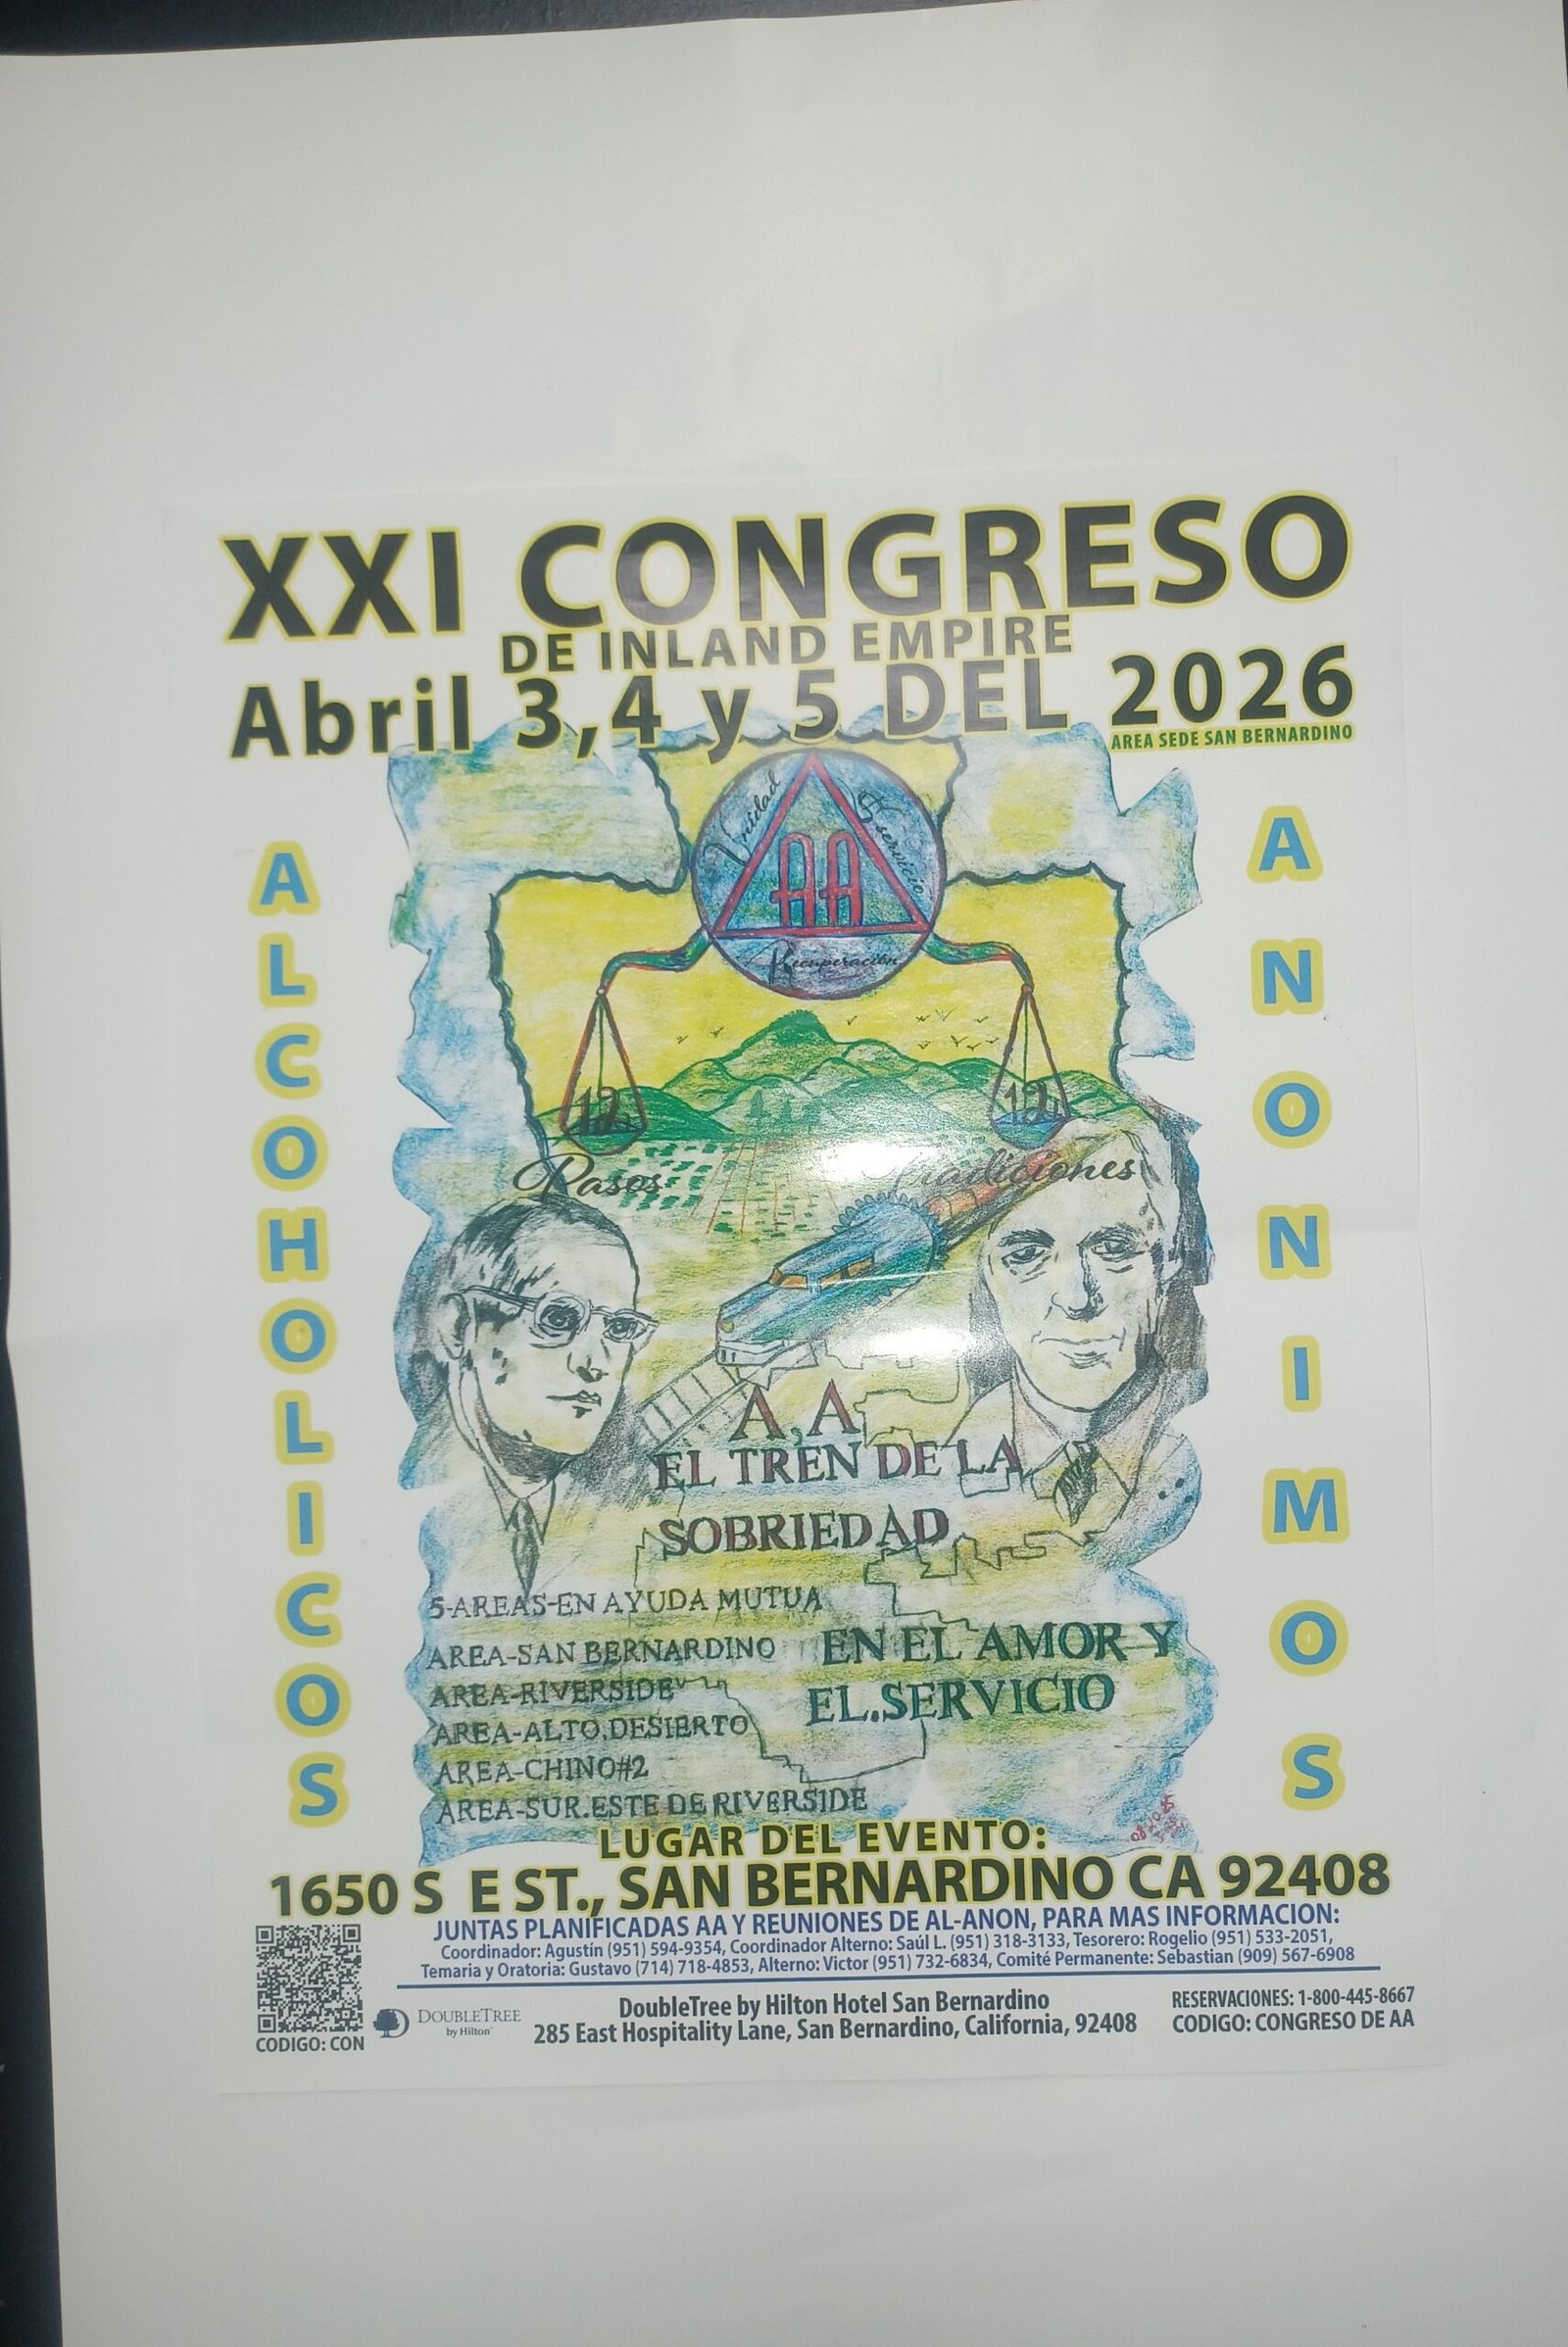 XXI CONGRESO
DE INLAND EMPIRE
Abril 3,4 y 5 DEL 2026
AREA SEDE SAN BERNARDINO
ALCOHOLICOS
ANONIMOS
Unidad
Servicio
AA
Recuperación
12
12
Pasos
Tradiciones
A,A
EL TREN DE LA
SOBRIEDAD
5-AREAS-EN AYUDA MUTUA
AREA-SAN BERNARDINO
AREA-RIVERSIDE
AREA-ALTO.DESIERTO
AREA-CHINO#2
AREA-SUR.ESTE DE RIVERSIDE
EN EL AMOR Y
EL.SERVICIO
LUGAR DEL EVENTO:
1650 S E ST., SAN BERNARDINO CA 92408
JUNTAS PLANIFICADAS AA Y REUNIONES DE AL-ANON, PARA MAS INFORMACION:
Coordinador: Agustín (951) 594-9354, Coordinador Alterno: Saúl L. (951) 318-3133, Tesorero: Rogelio (951) 533-2051,
Temaria y Oratoria: Gustavo (714) 718-4853, Alterno: Victor (951) 732-6834, Comité Permanente: Sebastian (909) 567-6908
CODIGO: CON
DOUBLETREE
by Hilton
DoubleTree by Hilton Hotel San Bernardino
285 East Hospitality Lane, San Bernardino, California, 92408
RESERVACIONES: 1-800-445-8667
CODIGO: CONGRESO DE AA